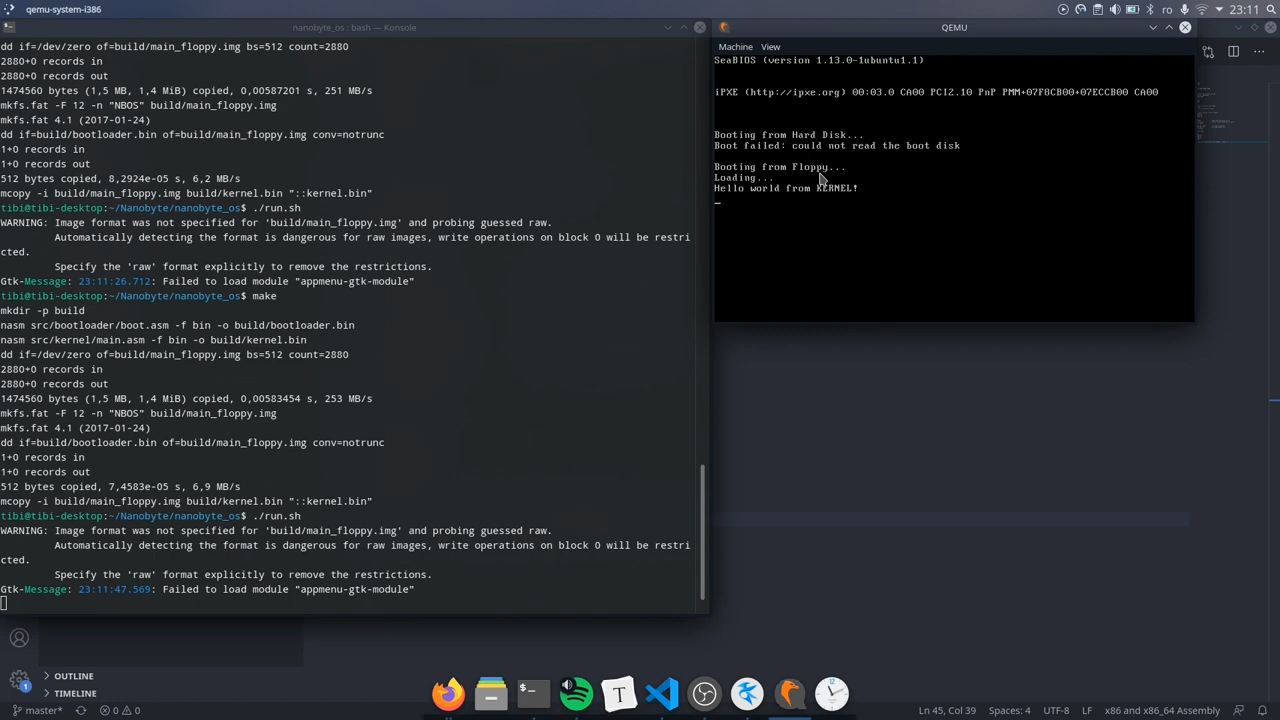 qemu-system-i386
ro
23:11
nanobyte_os : bash — Konsole
dd if=/dev/zero of=build/main_floppy.img bs=512 count=2880
2880+0 records in
2880+0 records out
1474560 bytes (1,5 MB, 1,4 MiB) copied, 0,00587201 s, 251 MB/s
mkfs.fat -F 12 -n "NBOS" build/main_floppy.img
mkfs.fat 4.1 (2017-01-24)
dd if=build/bootloader.bin of=build/main_floppy.img conv=notrunc
1+0 records in
1+0 records out
512 bytes copied, 8,2924e-05 s, 6,2 MB/s
mcopy -i build/main_floppy.img build/kernel.bin "::kernel.bin"
tibi@tibi-desktop:~/Nanobyte/nanobyte_os$ ./run.sh
WARNING: Image format was not specified for 'build/main_floppy.img' and probing guessed raw.
Automatically detecting the format is dangerous for raw images, write operations on block 0 will be restri
cted.
Specify the 'raw' format explicitly to remove the restrictions.
Gtk-Message: 23:11:26.712: Failed to load module "appmenu-gtk-module"
tibi@tibi-desktop:~/Nanobyte/nanobyte_os$ make
mkdir -p build
nasm src/bootloader/boot.asm -f bin -o build/bootloader.bin
nasm src/kernel/main.asm -f bin -o build/kernel.bin
dd if=/dev/zero of=build/main_floppy.img bs=512 count=2880
2880+0 records in
2880+0 records out
1474560 bytes (1,5 MB, 1,4 MiB) copied, 0,00583454 s, 253 MB/s
mkfs.fat -F 12 -n "NBOS" build/main_floppy.img
mkfs.fat 4.1 (2017-01-24)
dd if=build/bootloader.bin of=build/main_floppy.img conv=notrunc
1+0 records in
1+0 records out
512 bytes copied, 7,4583e-05 s, 6,9 MB/s
mcopy -i build/main_floppy.img build/kernel.bin "::kernel.bin"
tibi@tibi-desktop:~/Nanobyte/nanobyte_os$ ./run.sh
WARNING: Image format was not specified for 'build/main_floppy.img' and probing guessed raw.
Automatically detecting the format is dangerous for raw images, write operations on block 0 will be restri
cted.
Specify the 'raw' format explicitly to remove the restrictions.
Gtk-Message: 23:11:47.569: Failed to load module "appmenu-gtk-module"
QEMU
Machine View
SeaBIOS (version 1.13.0-1ubuntu1.1)
iPXE (http://ipxe.org) 00:03.0 CA00 PCI2.10 PnP PMM+07F8CB00+07ECCB00 CA00
Booting from Hard Disk...
Boot failed: could not read the boot disk
Booting from Floppy...
Loading...
Hello world from KERNEL!
_
1
OUTLINE
TIMELINE
T
12
master*
0 0
Ln 45, Col 39
Spaces: 4
UTF-8
LF
x86 and x86_64 Assembly